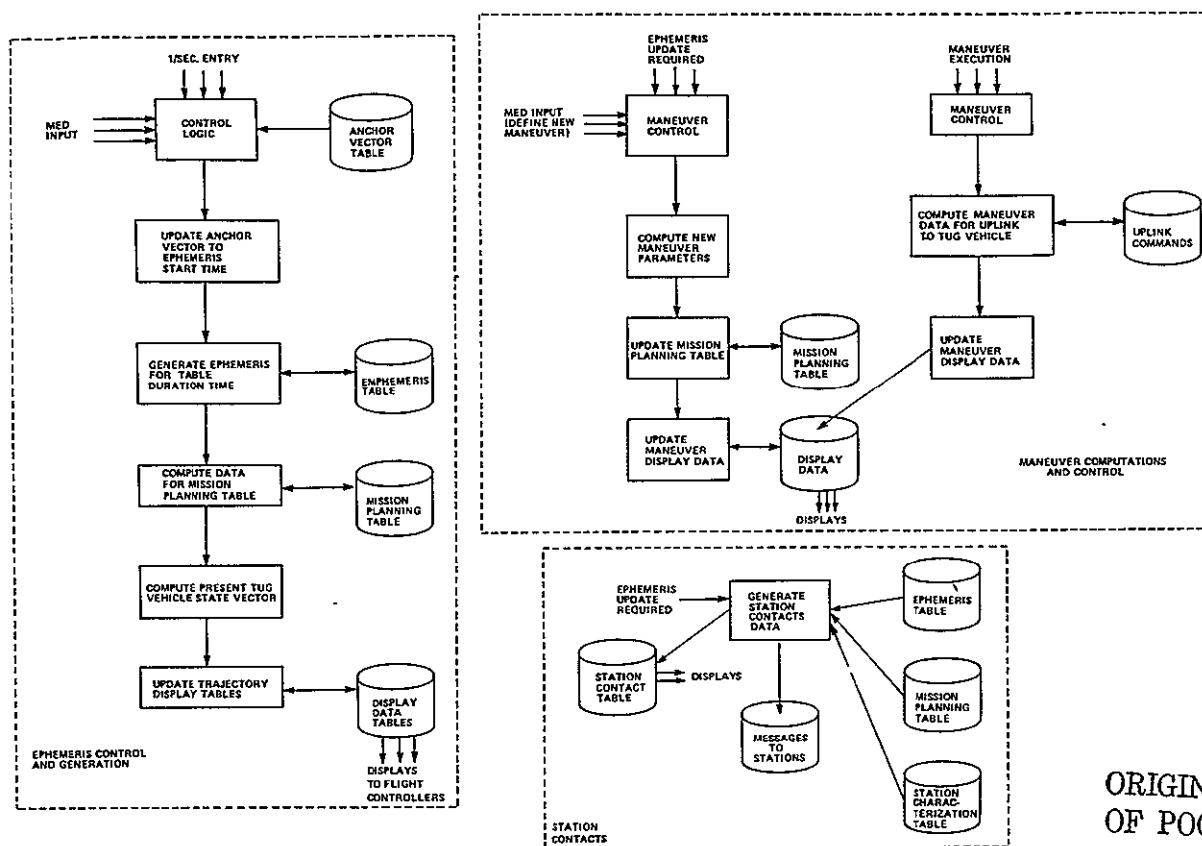 1/SEC. ENTRY
MED
INPUT
CONTROL
LOGIC
ANCHOR
VECTOR
TABLE
UPDATE ANCHOR
VECTOR TO
EPHEMERIS
START TIME
GENERATE EPHEMERIS
FOR TABLE
DURATION TIME
EMPHEMERIS
TABLE
COMPUTE DATA
FOR MISSION
PLANNING TABLE
MISSION
PLANNING
TABLE
COMPUTE PRESENT TUG
VEHICLE STATE VECTOR
UPDATE TRAJECTORY
DISPLAY TABLES
DISPLAY
DATA
TABLES
EPHEMERIS CONTROL
AND GENERATION
DISPLAYS
TO FLIGHT
CONTROLLERS
EPHEMERIS
UPDATE
REQUIRED
MED INPUT
(DEFINE NEW
MANEUVER)
MANEUVER
CONTROL
COMPUTE NEW
MANEUVER
PARAMETERS
UPDATE MISSION
PLANNING TABLE
MISSION
PLANNING
TABLE
UPDATE
MANEUVER
DISPLAY DATA
DISPLAY
DATA
DISPLAYS
MANEUVER
EXECUTION
MANEUVER
CONTROL
COMPUTE MANEUVER
DATA FOR UPLINK
TO TUG VEHICLE
UPLINK
COMMANDS
UPDATE
MANEUVER
DISPLAY DATA
MANEUVER COMPUTATIONS
AND CONTROL
EPHEMERIS
UPDATE
REQUIRED
GENERATE
STATION
CONTACTS
DATA
EPHEMERIS
TABLE
STATION
CONTACT
TABLE
DISPLAYS
MISSION
PLANNING
TABLE
MESSAGES
TO
STATIONS
STATION
CHARAC-
TERIZATION
TABLE
STATION
CONTACTS
ORIGIN
OF POO